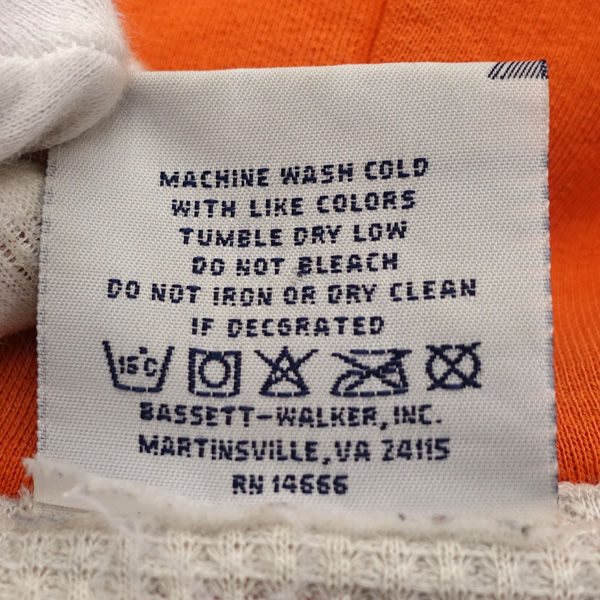 MACHINE WASH COLD
WITH LIKE COLORS
TUMBLE DRY LOW
DO NOT BLEACH
DO NOT IRON OR DRY CLEAN
IF DECORATED
15°C
BASSETT-WALKER, INC.
MARTINSVILLE, VA 24115
RN 14666